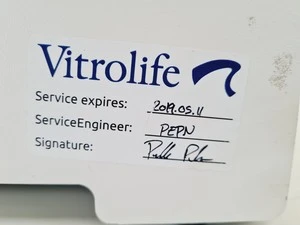 Vitrolife
Service expires: 2019.05.11
ServiceEngineer: PEPN
Signature: